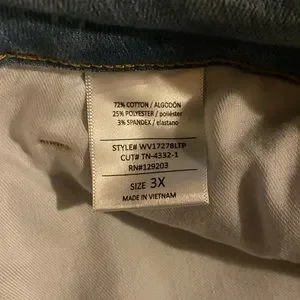 72% COTTON / ALGODÓN
25% POLYESTER / poliéster
3% SPANDEX / elastano
STYLE# WV17278LTP
CUT# TN-4332-1
RN#129203
SIZE 3X
MADE IN VIETNAM